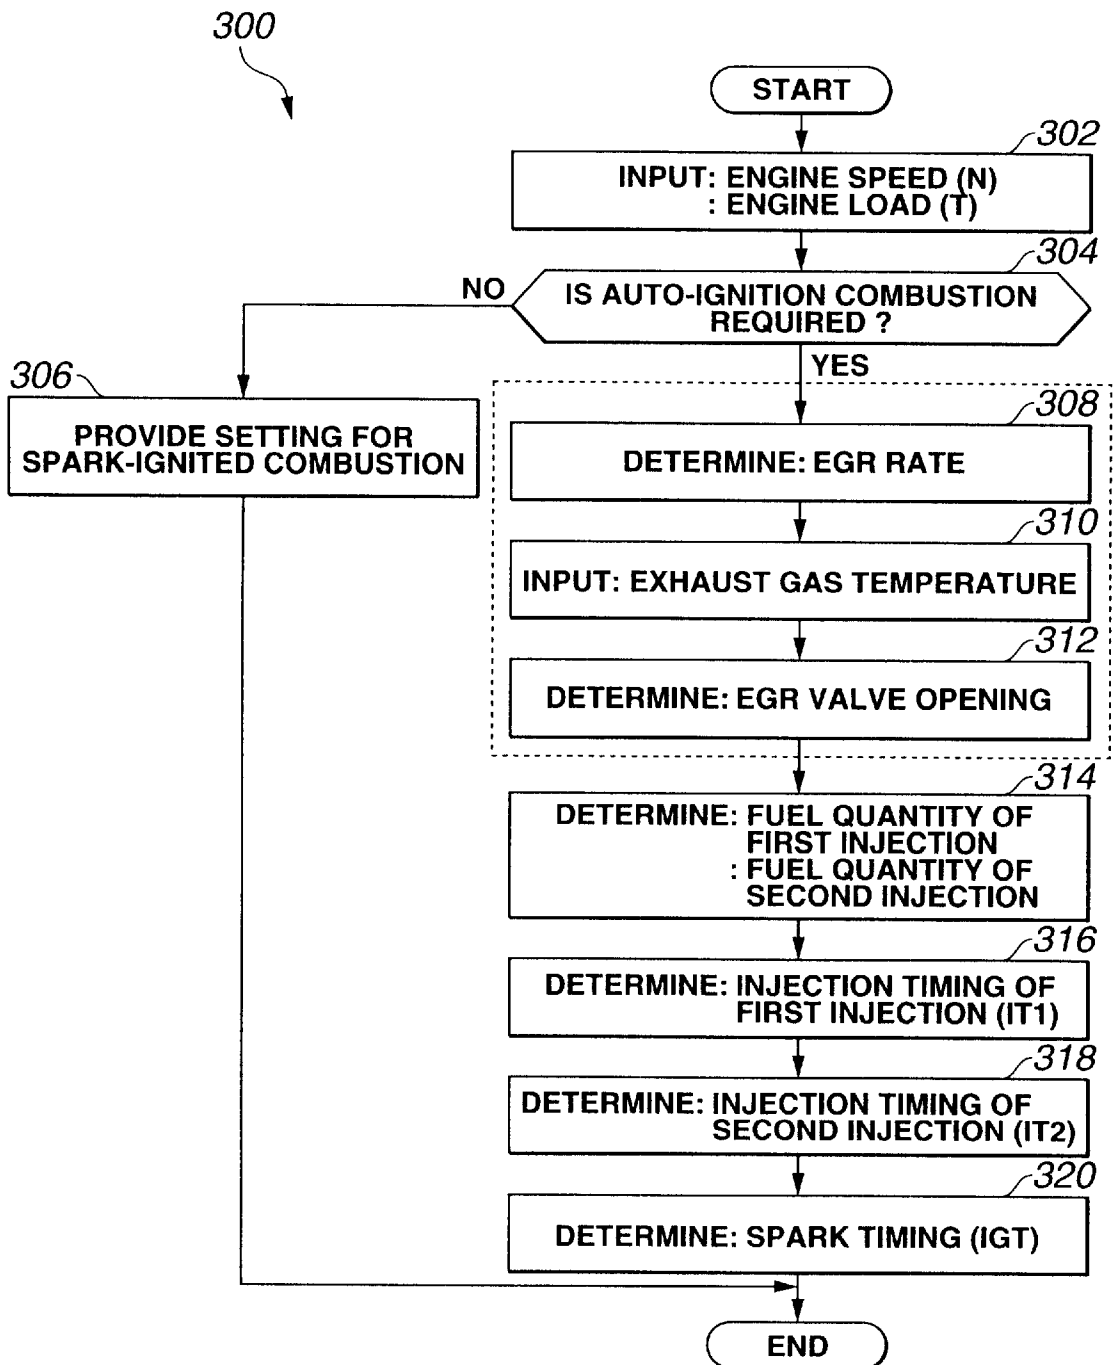 300
START
302
INPUT: ENGINE SPEED (N)
: ENGINE LOAD (T)
304
NO
IS AUTO-IGNITION COMBUSTION
REQUIRED ?
YES
306
PROVIDE SETTING FOR
SPARK-IGNITED COMBUSTION
308
DETERMINE: EGR RATE
310
INPUT: EXHAUST GAS TEMPERATURE
312
DETERMINE: EGR VALVE OPENING
314
DETERMINE: FUEL QUANTITY OF
FIRST INJECTION
: FUEL QUANTITY OF
SECOND INJECTION
316
DETERMINE: INJECTION TIMING OF
FIRST INJECTION (IT1)
318
DETERMINE: INJECTION TIMING OF
SECOND INJECTION (IT2)
320
DETERMINE: SPARK TIMING (IGT)
END